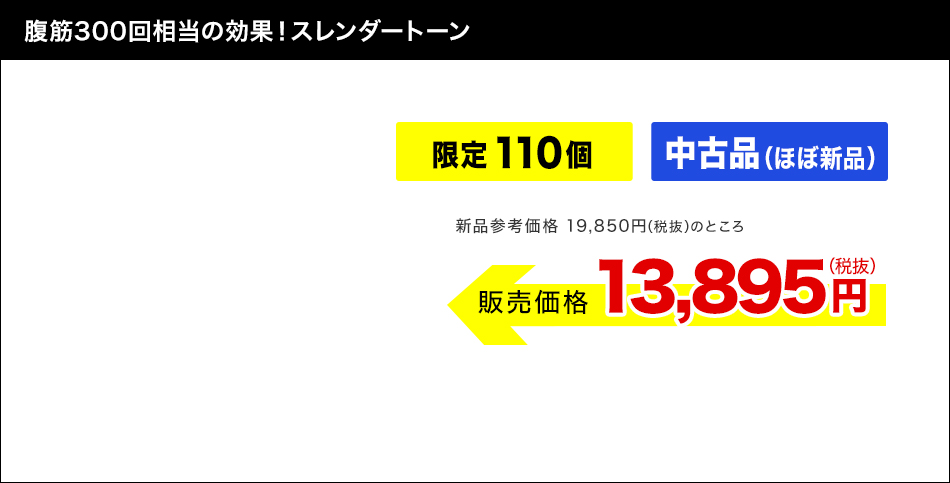 腹筋300回相当の効果！スレンダートーン
限定110個
中古品（ほぼ新品）
新品参考価格 19,850円(税抜)のところ
販売価格 13,895円（税抜）